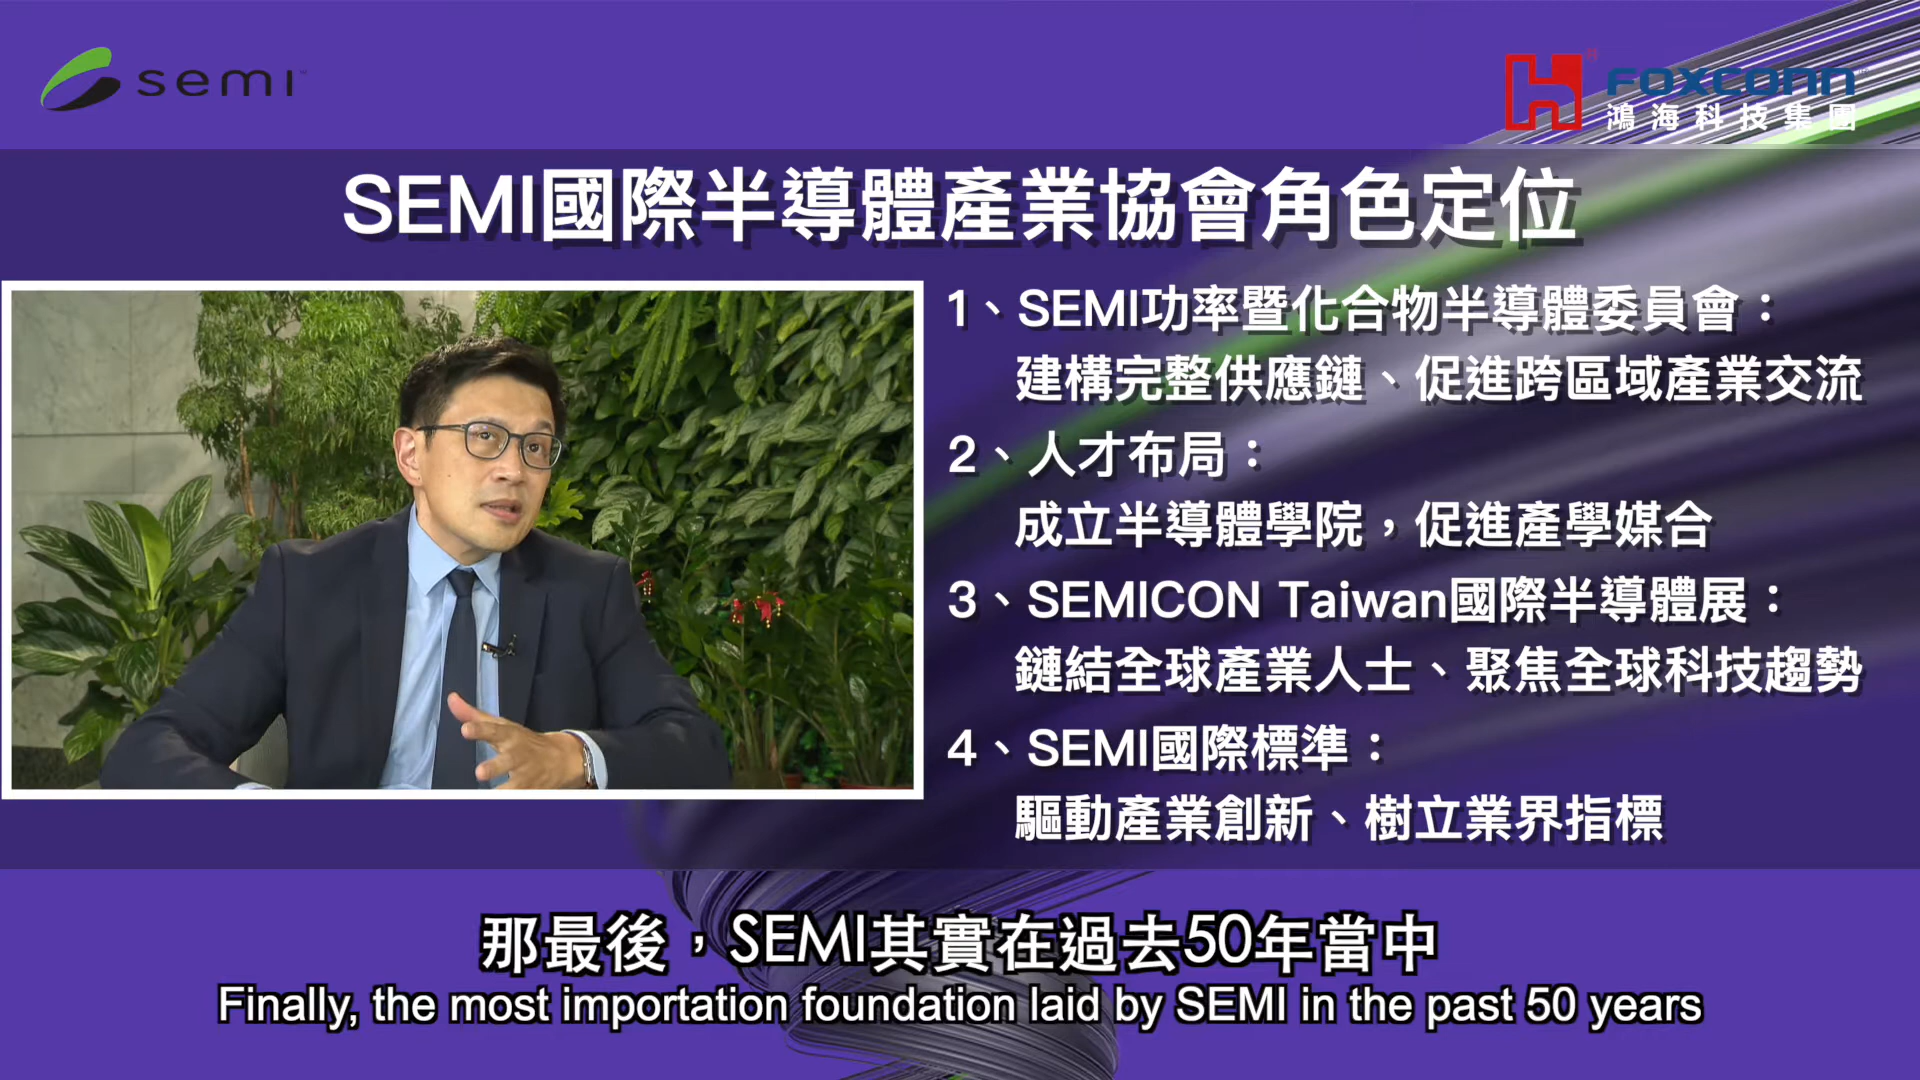 semi
FOXCONN
鴻海科技集團
SEMI國際半導體產業協會角色定位
1、SEMI功率暨化合物半導體委員會：
建構完整供應鏈、促進跨區域產業交流
2、人才布局：
成立半導體學院，促進產學媒合
3、SEMICON Taiwan國際半導體展：
鏈結全球產業人士、聚焦全球科技趨勢
4、SEMI國際標準：
驅動產業創新、樹立業界指標
那最後，SEMI其實在過去50年當中
Finally, the most importation foundation laid by SEMI in the past 50 years